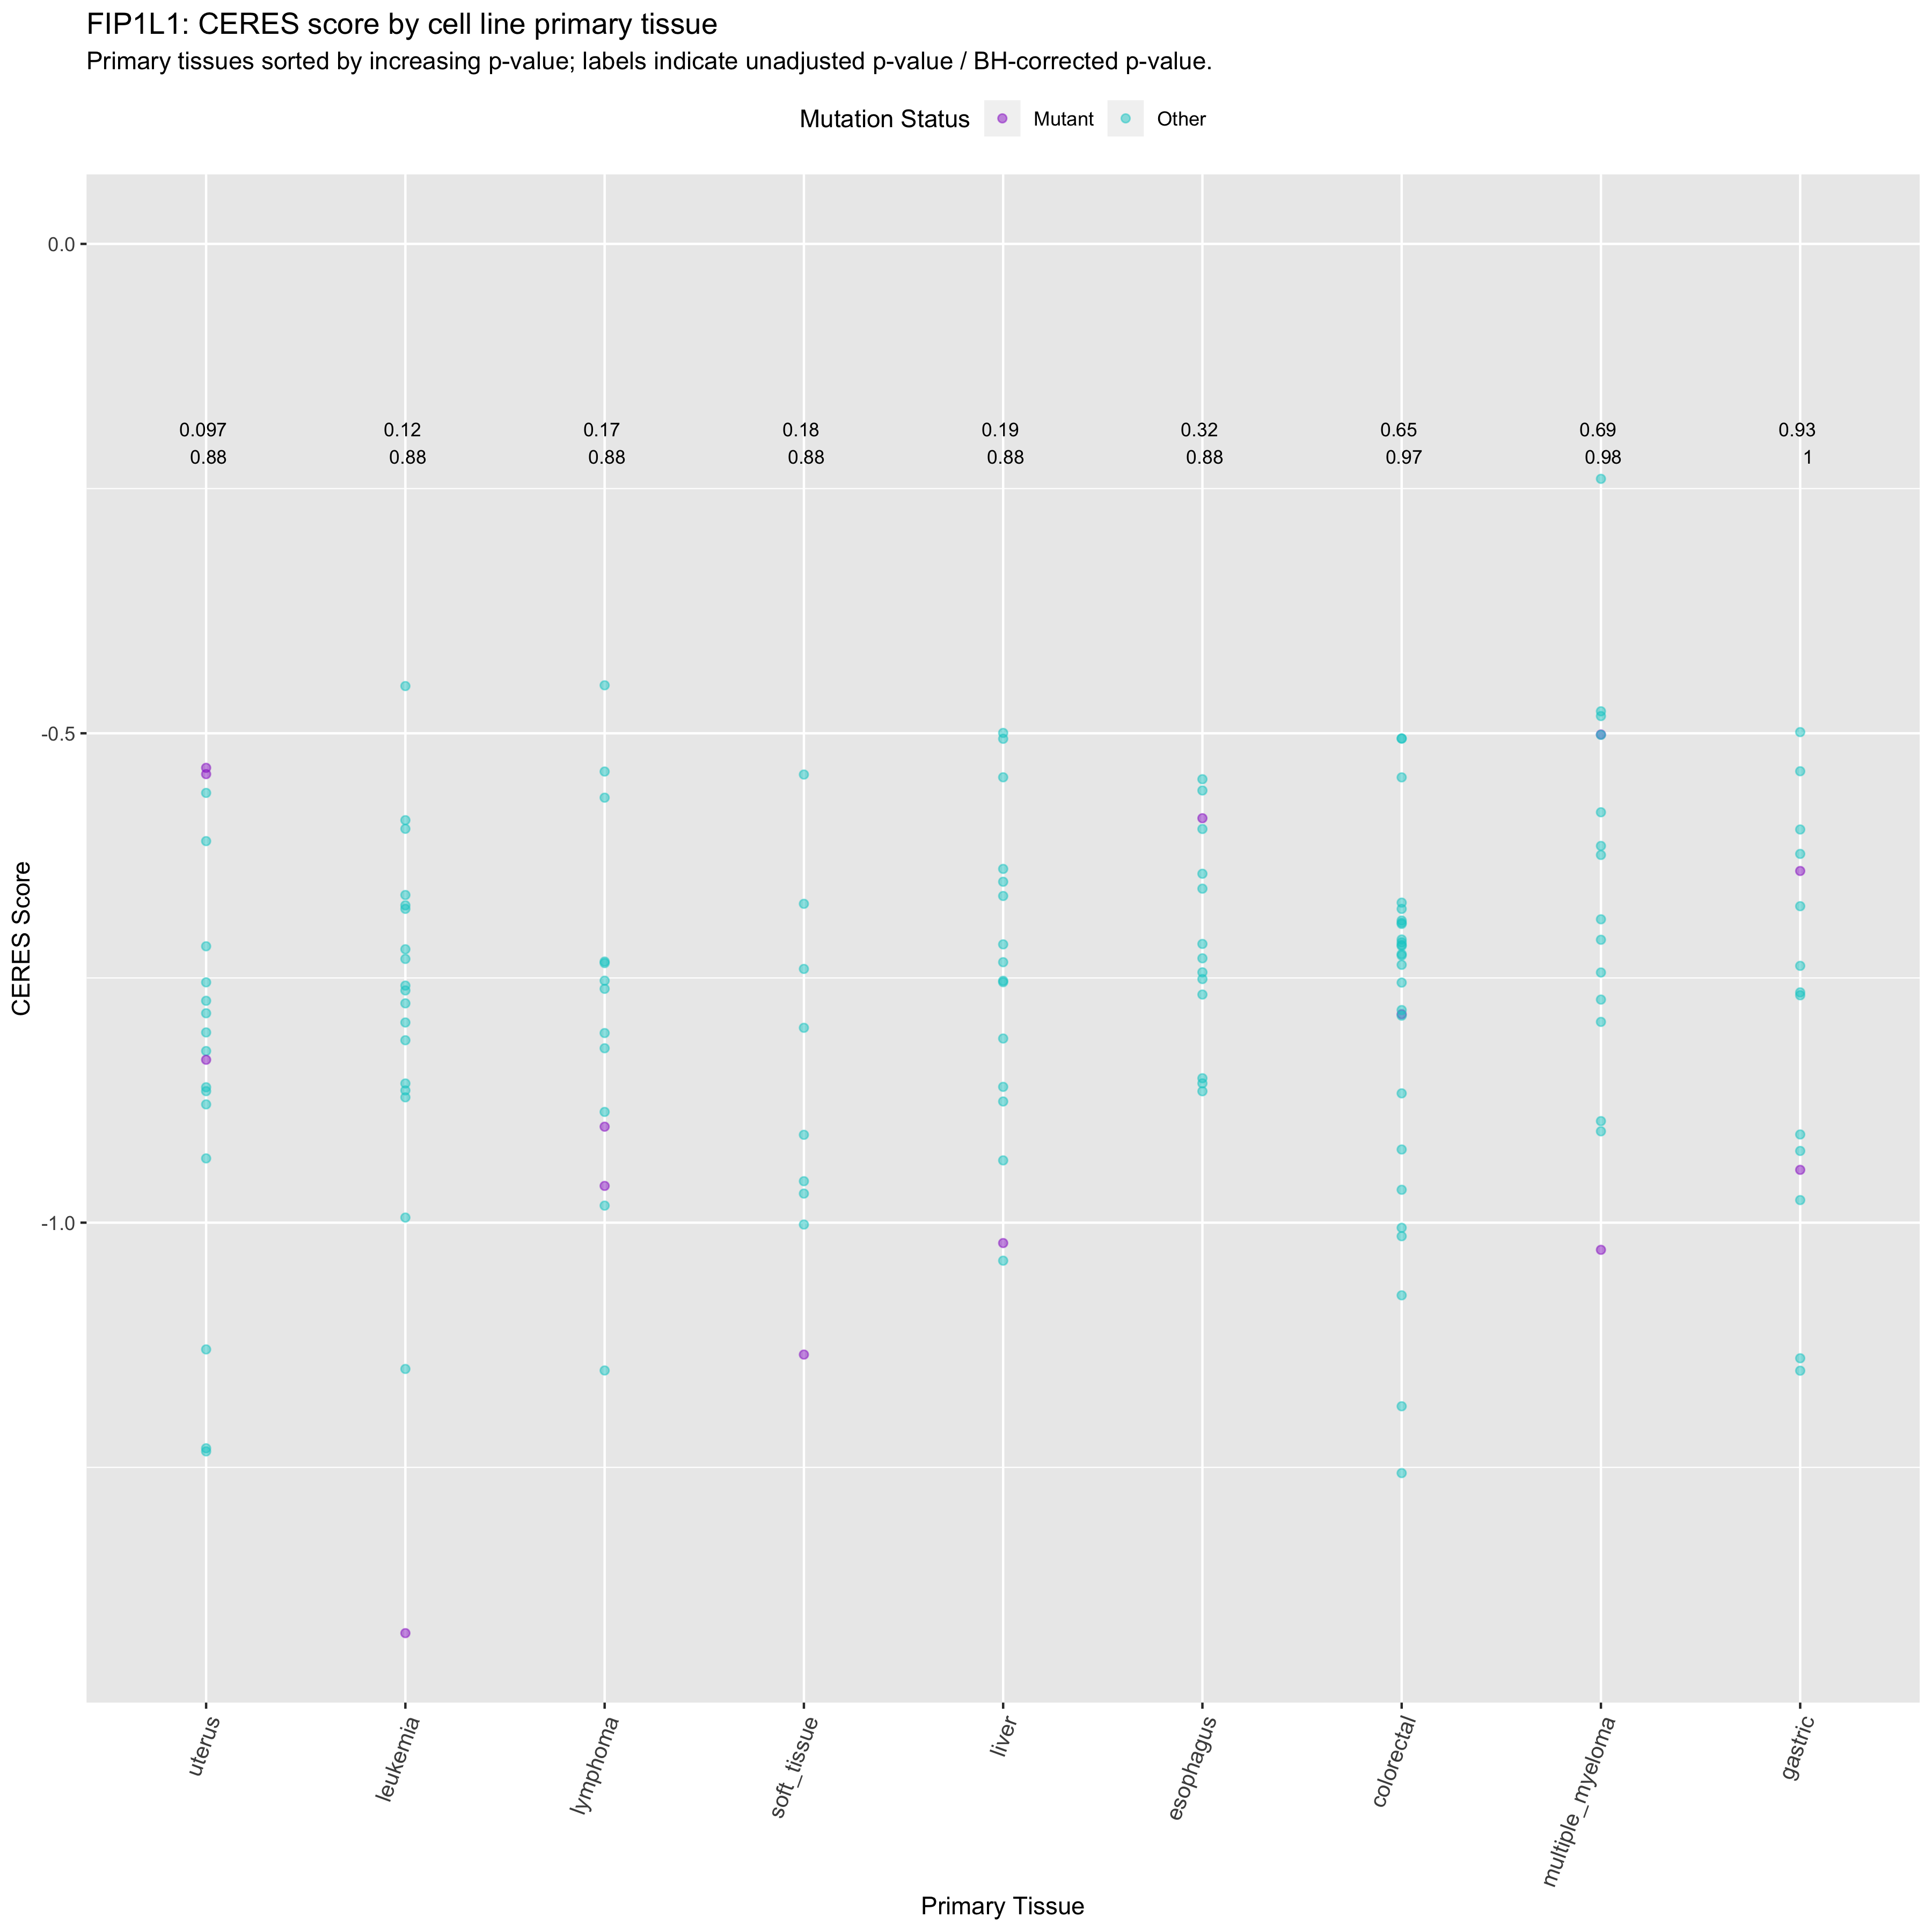 FIP1L1: CERES score by cell line primary tissue
Primary tissues sorted by increasing p-value; labels indicate unadjusted p-value / BH-corrected p-value.
Mutation Status Mutant Other
0.0
0.097 0.12 0.17 0.18 0.19 0.32 0.65 0.69 0.93
0.88 0.88 0.88 0.88 0.88 0.88 0.97 0.98 1
-0.5
CERES Score
-1.0
uterus leukemia lymphoma soft_tissue liver esophagus colorectal multiple_myeloma gastric
Primary Tissue